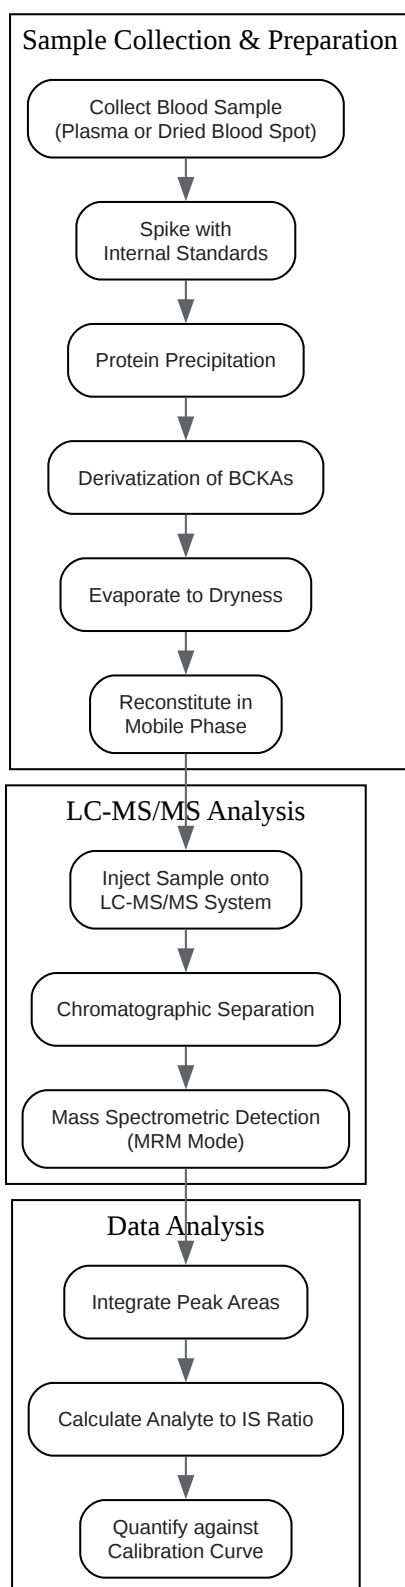 Sample Collection & Preparation
Collect Blood Sample
(Plasma or Dried Blood Spot)
Spike with
Internal Standards
Protein Precipitation
Derivatization of BCKAs
Evaporate to Dryness
Reconstitute in
Mobile Phase
LC-MS/MS Analysis
Inject Sample onto
LC-MS/MS System
Chromatographic Separation
Mass Spectrometric Detection
(MRM Mode)
Data Analysis
Integrate Peak Areas
Calculate Analyte to IS Ratio
Quantify against
Calibration Curve